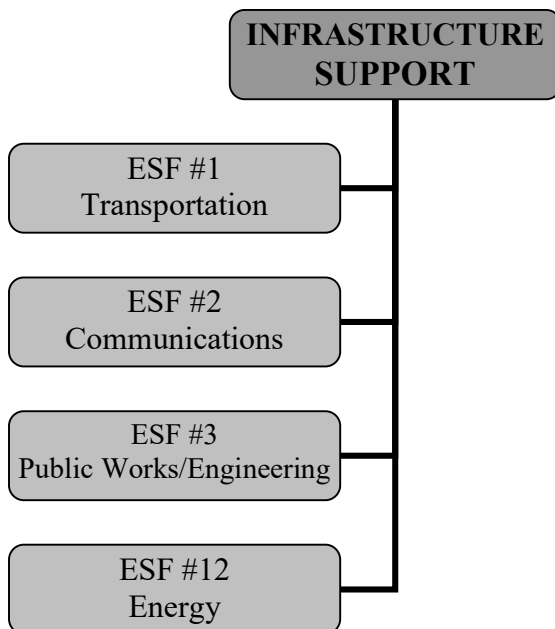 INFRASTRUCTURE
SUPPORT
ESF #1
Transportation
ESF #2
Communications
ESF #3
Public Works/Engineering
ESF #12
Energy